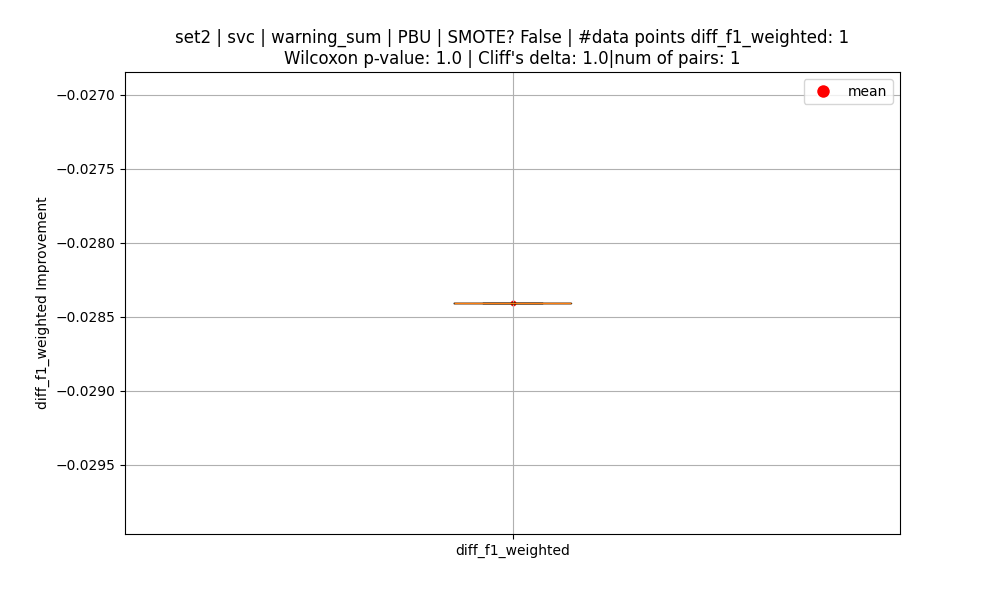 set2 | svc | warning_sum | PBU | SMOTE? False | #data points diff_f1_weighted: 1
Wilcoxon p-value: 1.0 | Cliff's delta: 1.0|num of pairs: 1
mean
−0.0270
−0.0275
−0.0280
−0.0285
−0.0290
−0.0295
diff_f1_weighted Improvement
diff_f1_weighted